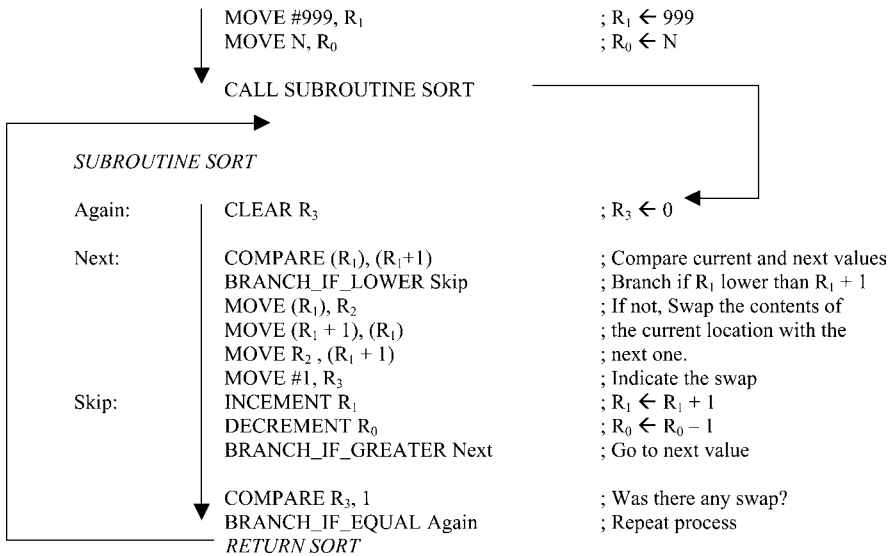 MOVE #999, R₁ ; R₁ ← 999
MOVE N, R₀ ; R₀ ← N
CALL SUBROUTINE SORT
SUBROUTINE SORT
Again: CLEAR R₃ ; R₃ ← 0
Next: COMPARE (R₁), (R₁+1) ; Compare current and next values
BRANCH_IF_LOWER Skip ; Branch if R₁ lower than R₁ + 1
MOVE (R₁), R₂ ; If not, Swap the contents of
MOVE (R₁ + 1), (R₁) ; the current location with the
MOVE R₂ , (R₁ + 1) ; next one.
MOVE #1, R₃ ; Indicate the swap
Skip: INCEMENT R₁ ; R₁ ← R₁ + 1
DECREMENT R₀ ; R₀ ← R₀ – 1
BRANCH_IF_GREATER Next ; Go to next value
COMPARE R₃, 1 ; Was there any swap?
BRANCH_IF_EQUAL Again ; Repeat process
RETURN SORT